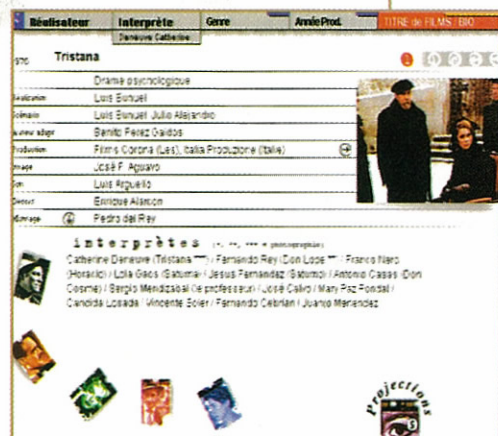 Réalisateur Interprète Genre Année Prod. TITRE de FILMS / BIO
Deneuve Catherine
1970 Tristana
Drame psychologique
Réalisation Luis Bunuel
Scénario Luis Bunuel Julio Alejandro
Benito Perez Galdos
Production Films Corona (Les), Italia Produzione (Italie)
Image José F. Aguayo
Son Luis Arguello
Décors Enrique Alarcon
Montage Pedro del Rey
interprètes
Catherine Deneuve (Tristana ***) / Fernando Rey (Don Lope ***) / Franco Nero
(Horacio) / Lola Gaos (Saturna) / Jesus Fernandez (Saturno) / Antonio Casas (Don
Cosme) / Sergio Mendizabal (le professeur) / José Calvo / Mary Paz Pondal /
Candida Losada / Vincente Soler / Fernando Cebrian / Juanjo Menendez
Projections